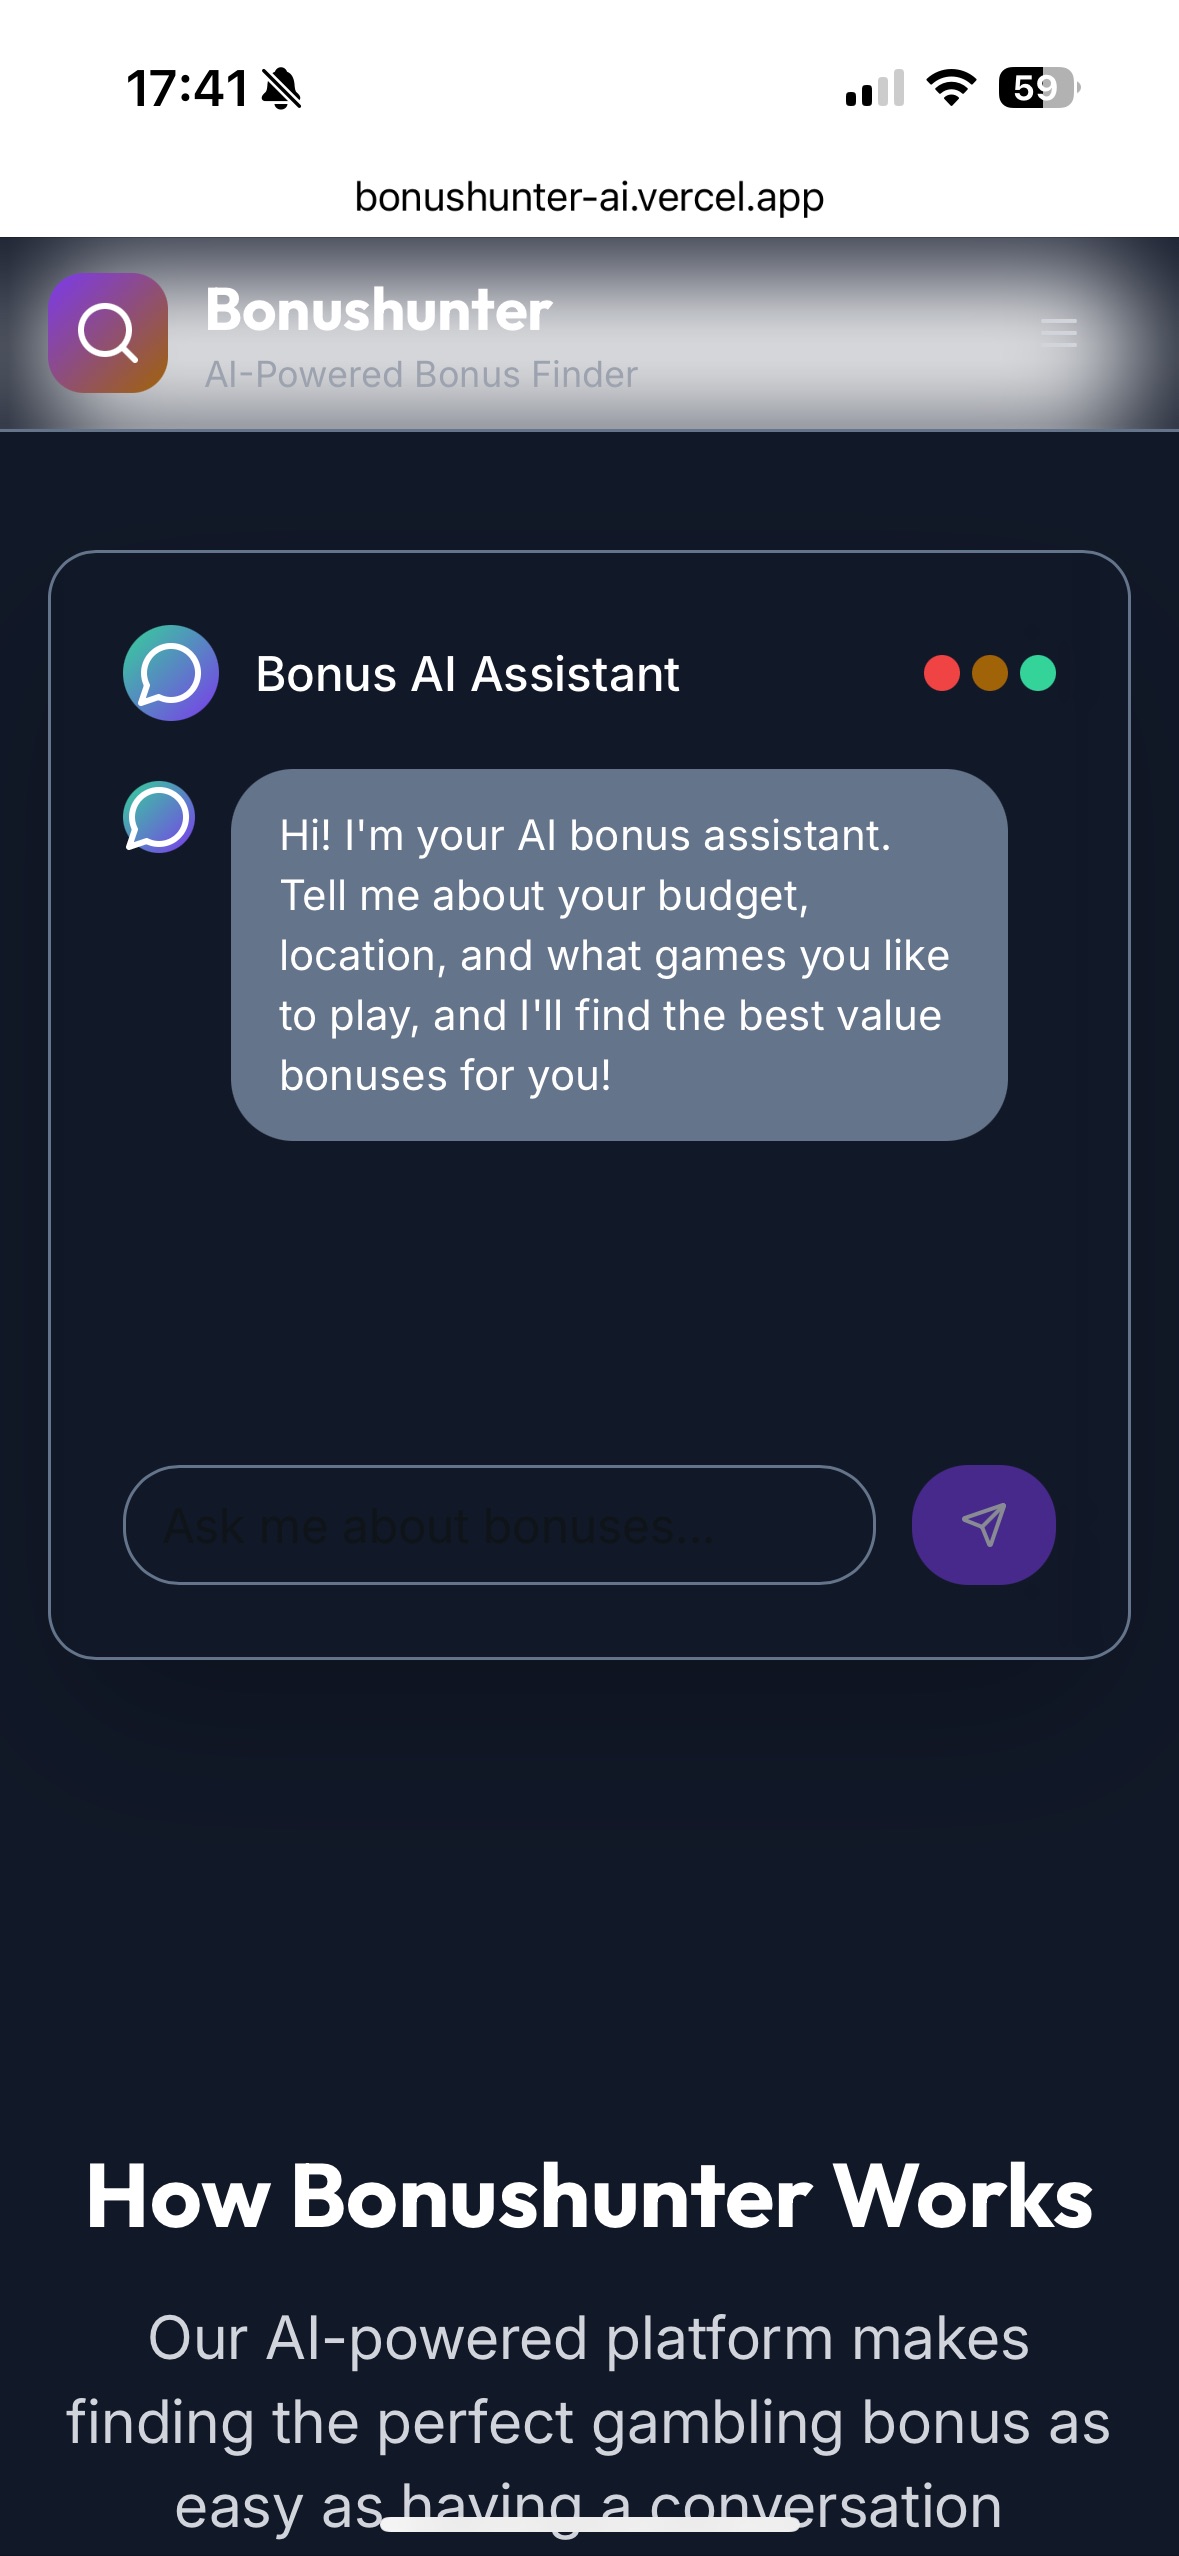 17:41
59
bonushunter-ai.vercel.app
Bonushunter
AI-Powered Bonus Finder
Bonus AI Assistant
Hi! I'm your AI bonus assistant.
Tell me about your budget,
location, and what games you like
to play, and I'll find the best value
bonuses for you!
Ask me about bonuses...
How Bonushunter Works
Our AI-powered platform makes
finding the perfect gambling bonus as
easy as having a conversation